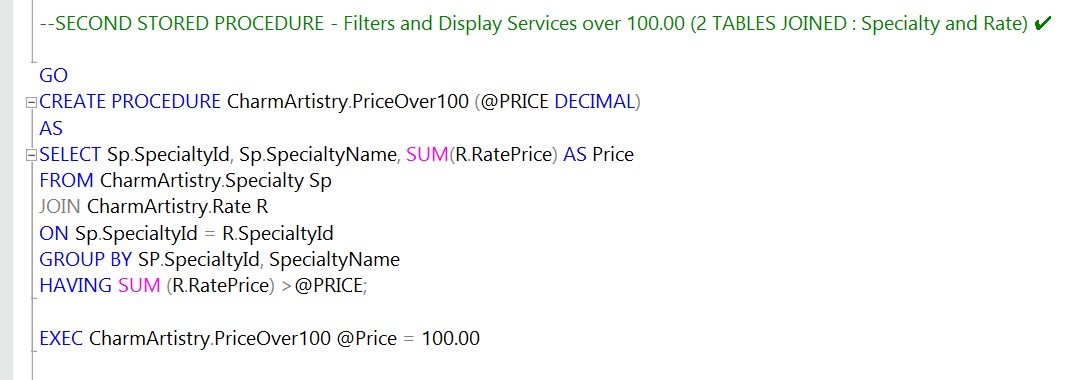 --SECOND STORED PROCEDURE - Filters and Display Services over 100.00 (2 TABLES JOINED : Specialty and Rate) ✔
GO
CREATE PROCEDURE CharmArtistry.PriceOver100 (@PRICE DECIMAL)
AS
SELECT Sp.SpecialtyId, Sp.SpecialtyName, SUM(R.RatePrice) AS Price
FROM CharmArtistry.Specialty Sp
JOIN CharmArtistry.Rate R
ON Sp.SpecialtyId = R.SpecialtyId
GROUP BY SP.SpecialtyId, SpecialtyName
HAVING SUM (R.RatePrice) >@PRICE;
EXEC CharmArtistry.PriceOver100 @Price = 100.00